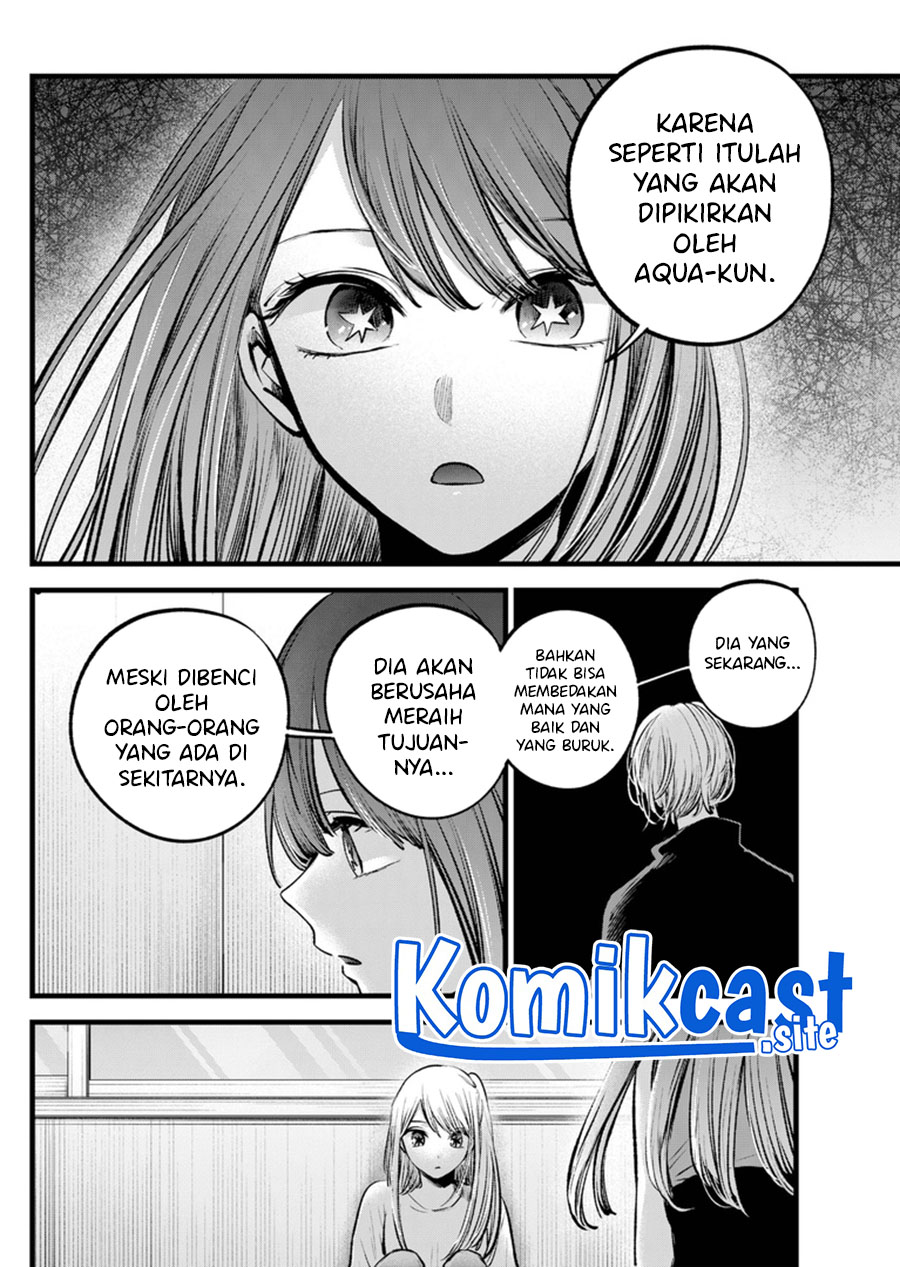 KARENA
SEPERTI ITULAH
YANG AKAN
DIPIKIRKAN
OLEH
AQUA-KUN.
DIA YANG
SEKARANG...
BAHKAN
TIDAK BISA
MEMBEDAKAN
MANA YANG
BAIK DAN
YANG BURUK.
DIA AKAN
BERUSAHA
MERAIH
TUJUAN-
NYA...
MESKI DIBENCI
OLEH
ORANG-ORANG
YANG ADA DI
SEKITARNYA.
Komikcast
.site